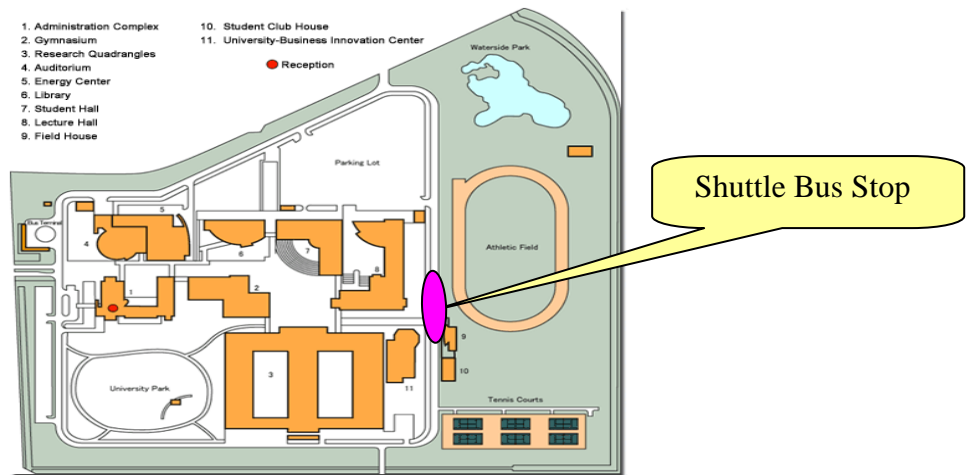 1. Administration Complex
2. Gymnasium
3. Research Quadrangles
4. Auditorium
5. Energy Center
6. Library
7. Student Hall
8. Lecture Hall
9. Field House
10. Student Club House
11. University-Business Innovation Center
Reception
Waterside Park
Parking Lot
Shuttle Bus Stop
Bus Terminal
5
4
6
7
8
Athletic Field
1
2
9
10
3
11
University Park
Tennis Courts